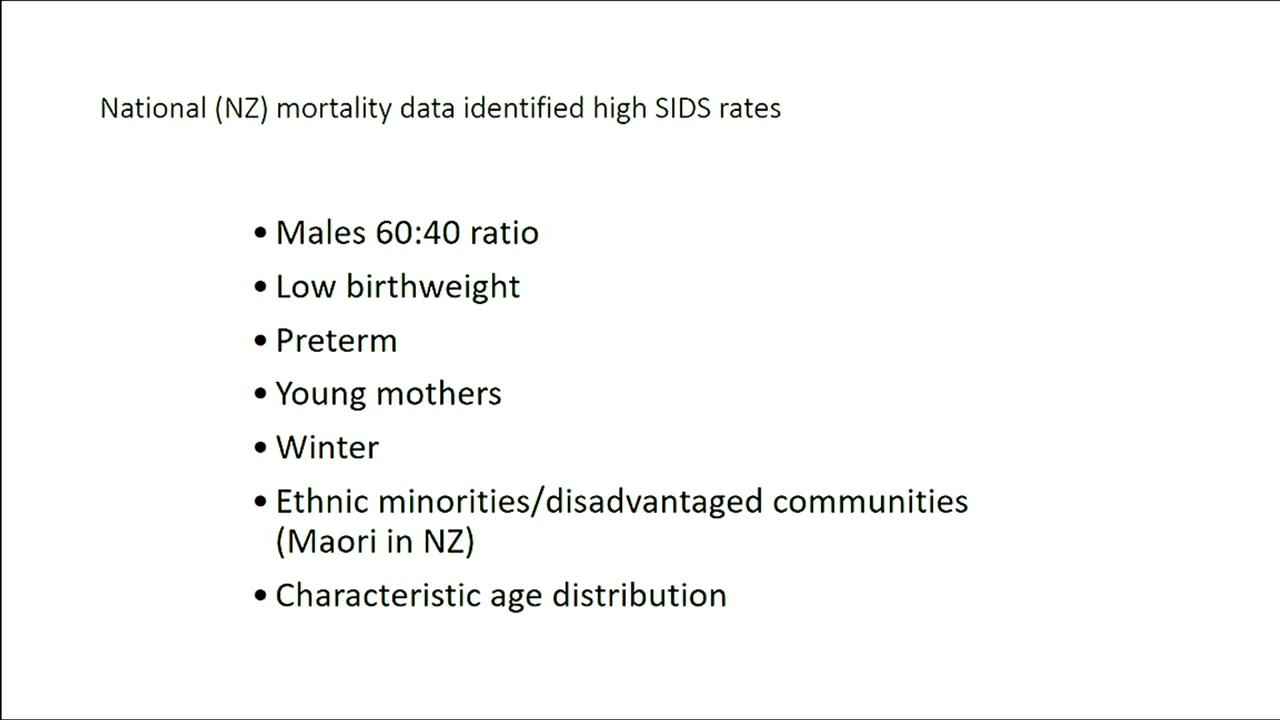 National (NZ) mortality data identified high SIDS rates
• Males 60:40 ratio
• Low birthweight
• Preterm
• Young mothers
• Winter
• Ethnic minorities/disadvantaged communities
(Maori in NZ)
• Characteristic age distribution